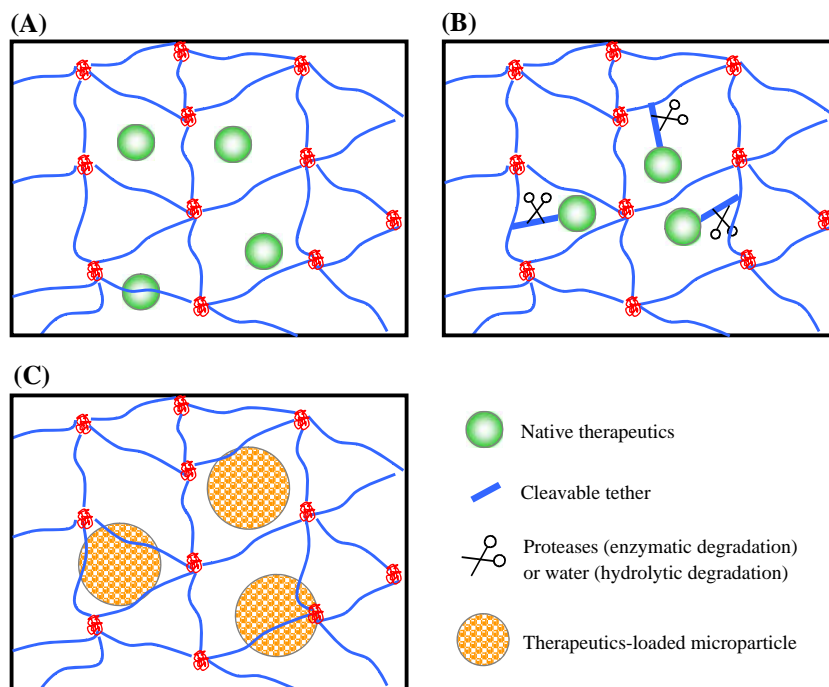 (A)
(B)
(C)
Native therapeutics
Cleavable tether
Proteases (enzymatic degradation)
or water (hydrolytic degradation)
Therapeutics-loaded microparticle